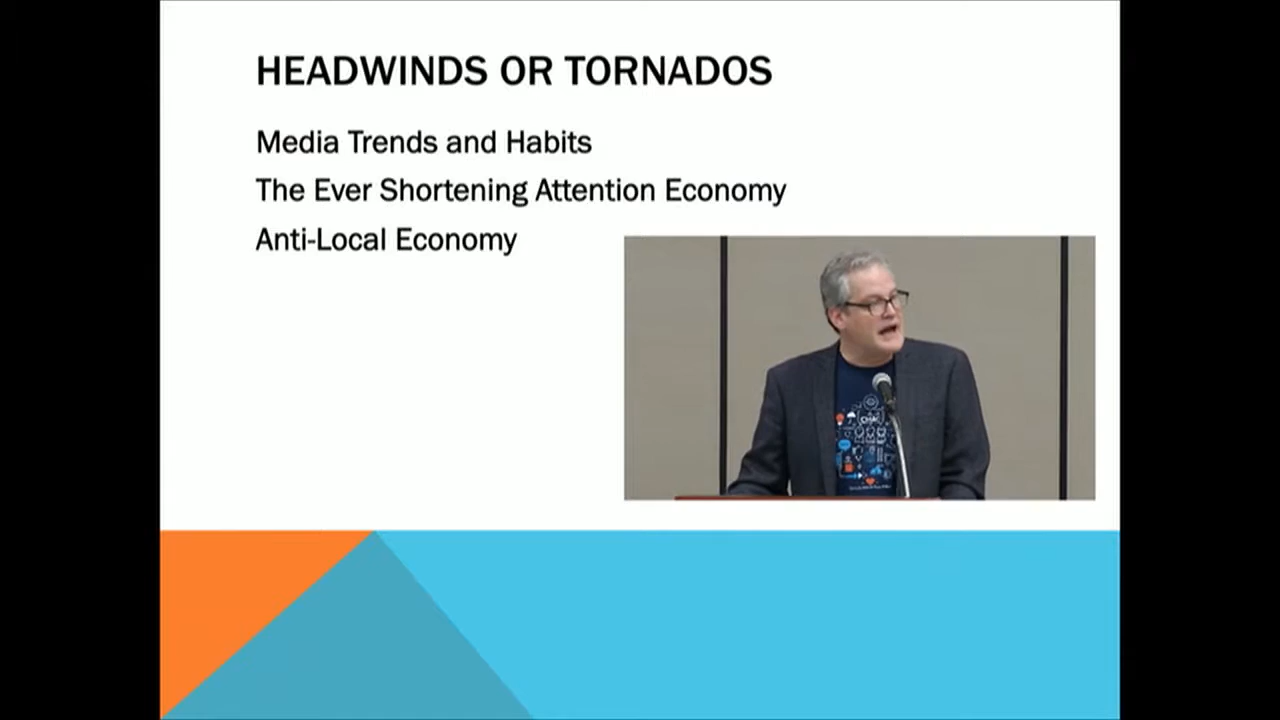 HEADWINDS OR TORNADOS
Media Trends and Habits
The Ever Shortening Attention Economy
Anti-Local Economy